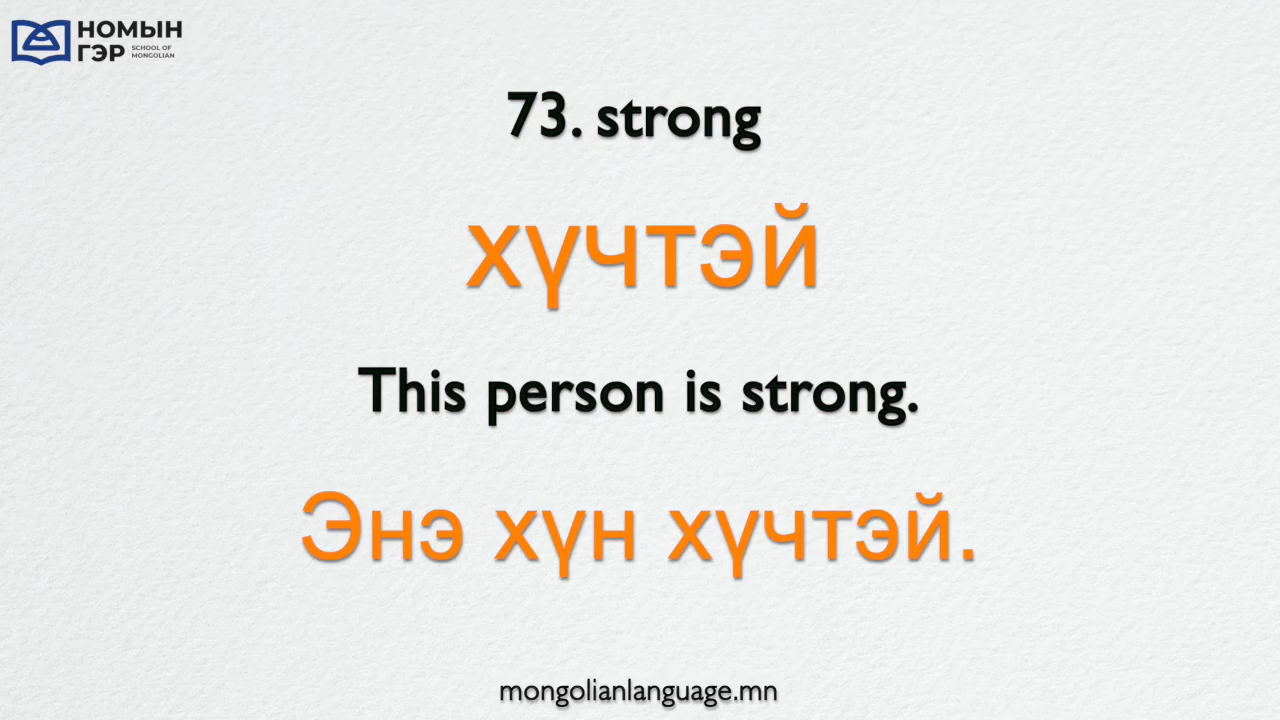 НОМЫН
ГЭР SCHOOL OF
MONGOLIAN
73. strong
хүчтэй
This person is strong.
Энэ хүн хүчтэй.
mongolianlanguage.mn